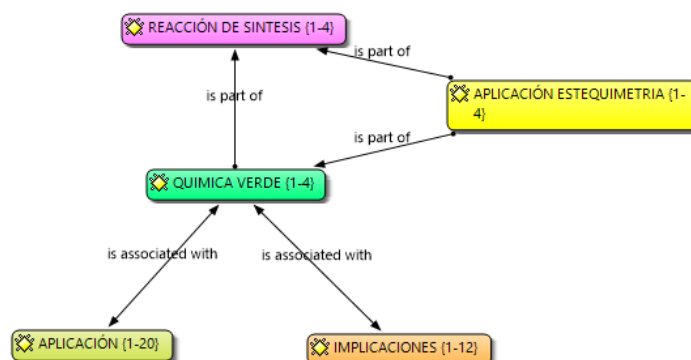 REACCIÓN DE SINTESIS {1-4}
is part of
is part of
APLICACIÓN ESTEQUIMETRIA {1-
4}
is part of
QUIMICA VERDE {1-4}
is associated with
is associated with
APLICACIÓN {1-20}
IMPLICACIONES {1-12}